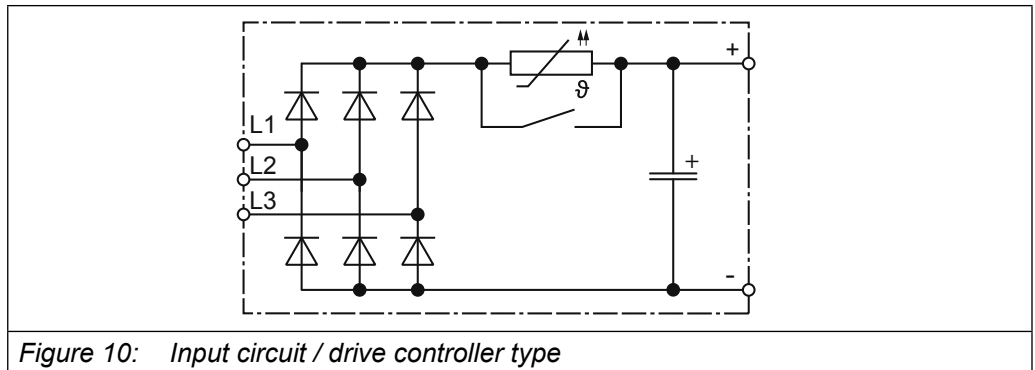 +
ϑ
L1
L2
+
L3
-
Figure 10: Input circuit / drive controller type